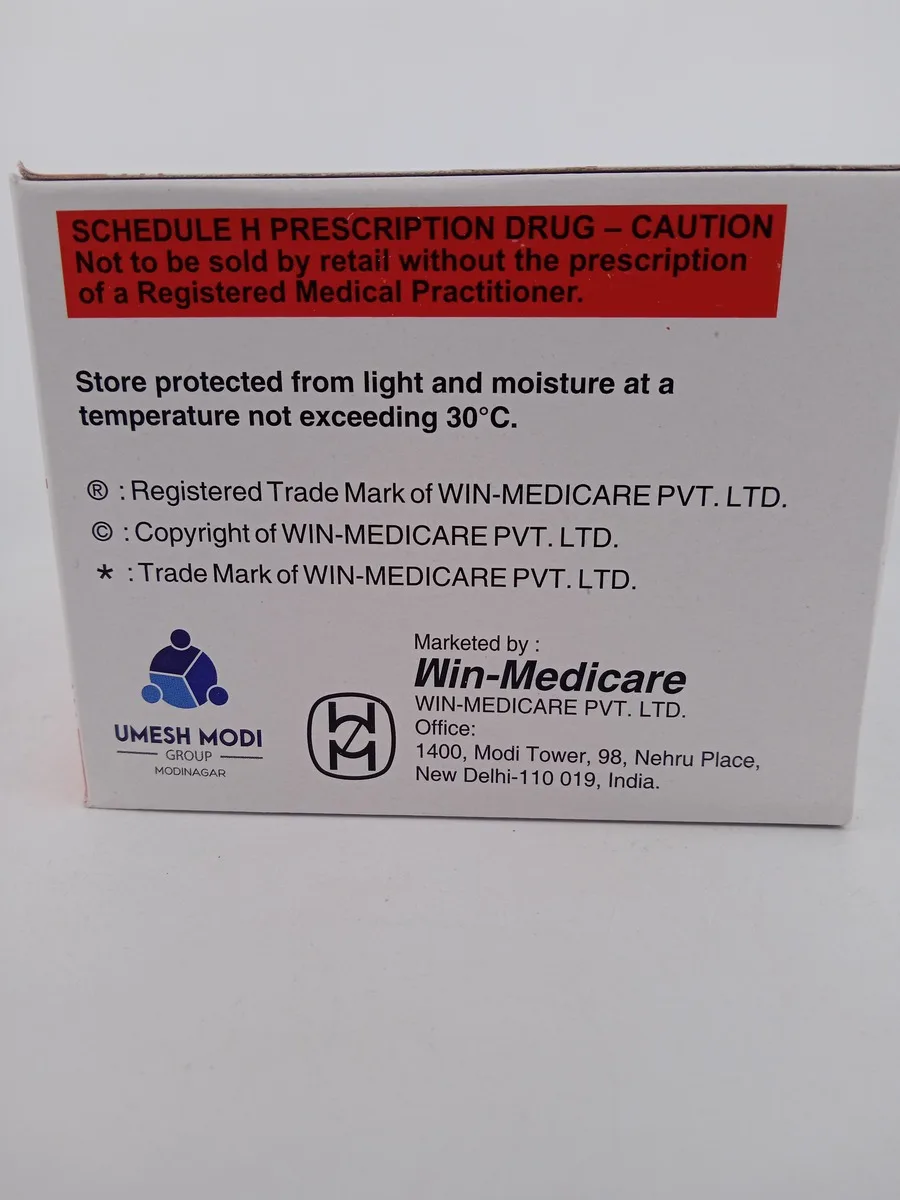 SCHEDULE H PRESCRIPTION DRUG – CAUTION
Not to be sold by retail without the prescription
of a Registered Medical Practitioner.
Store protected from light and moisture at a
temperature not exceeding 30°C.
® : Registered Trade Mark of WIN-MEDICARE PVT. LTD.
© : Copyright of WIN-MEDICARE PVT. LTD.
* : Trade Mark of WIN-MEDICARE PVT. LTD.
UMESH MODI
GROUP
MODINAGAR
Marketed by :
Win-Medicare
WIN-MEDICARE PVT. LTD.
Office:
1400, Modi Tower, 98, Nehru Place,
New Delhi-110 019, India.